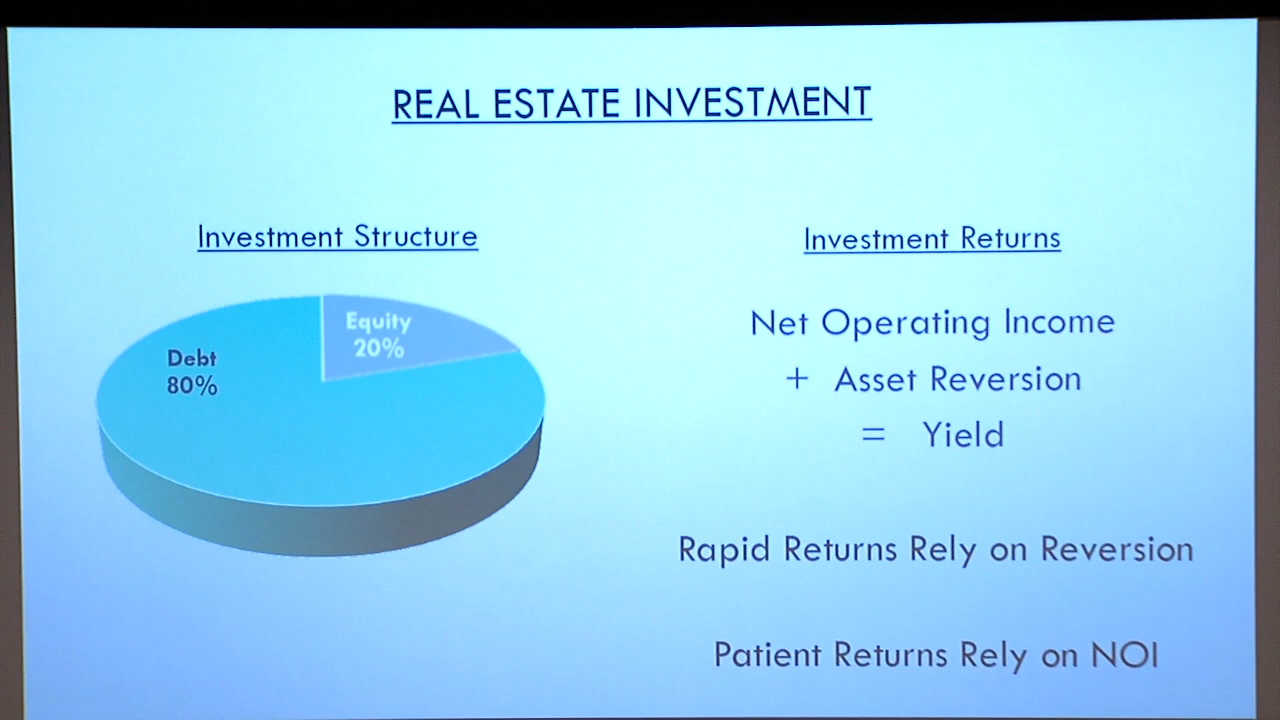 REAL ESTATE INVESTMENT
Investment Structure
Equity
20%
Debt
80%
Investment Returns
Net Operating Income
+ Asset Reversion
= Yield
Rapid Returns Rely on Reversion
Patient Returns Rely on NOI